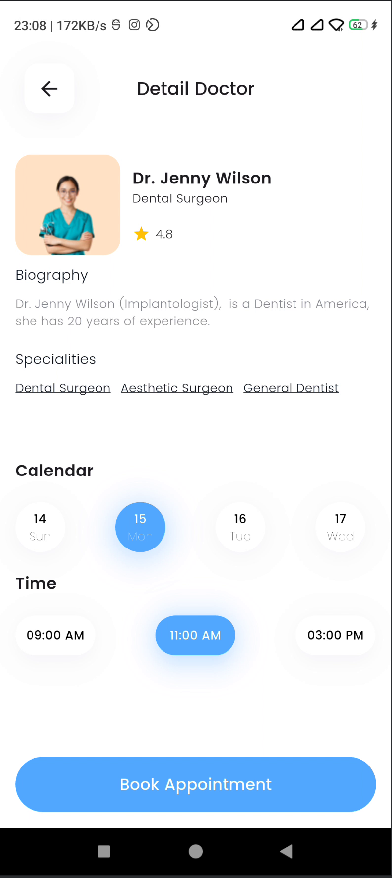 23:08 | 172KB/s
62
Detail Doctor
Dr. Jenny Wilson
Dental Surgeon
4.8
Biography
Dr. Jenny Wilson (Implantologist), is a Dentist in America,
she has 20 years of experience.
Specialities
Dental Surgeon Aesthetic Surgeon General Dentist
Calendar
14 15 16 17
Sun Mon Tue Wed
Time
09:00 AM 11:00 AM 03:00 PM
Book Appointment